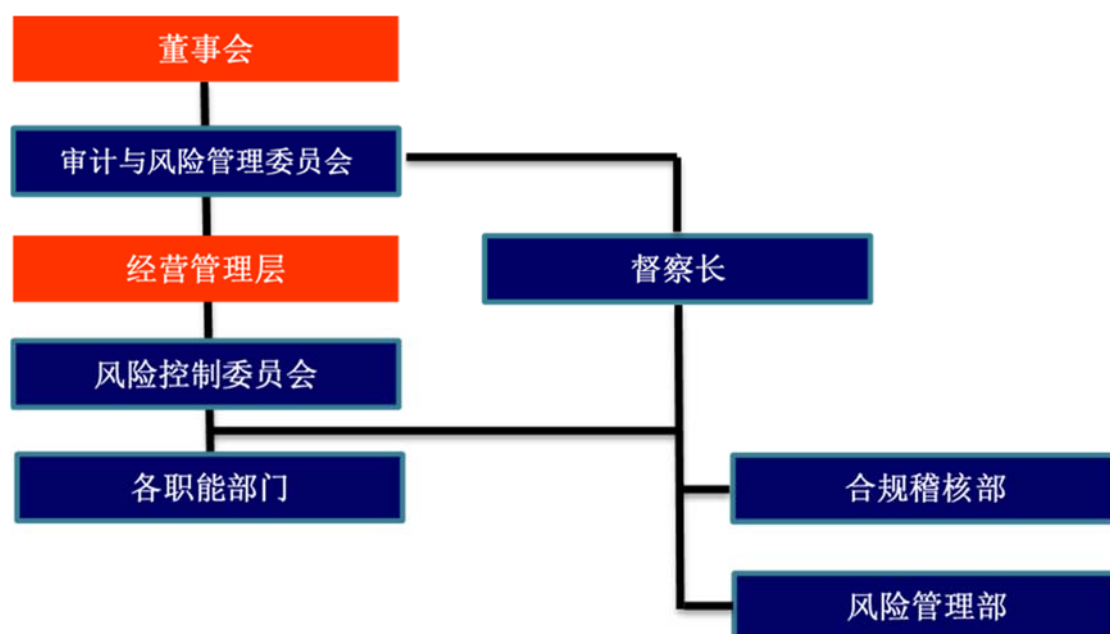 董事会
审计与风险管理委员会
经营管理层
督察长
风险控制委员会
各职能部门
合规稽核部
风险管理部